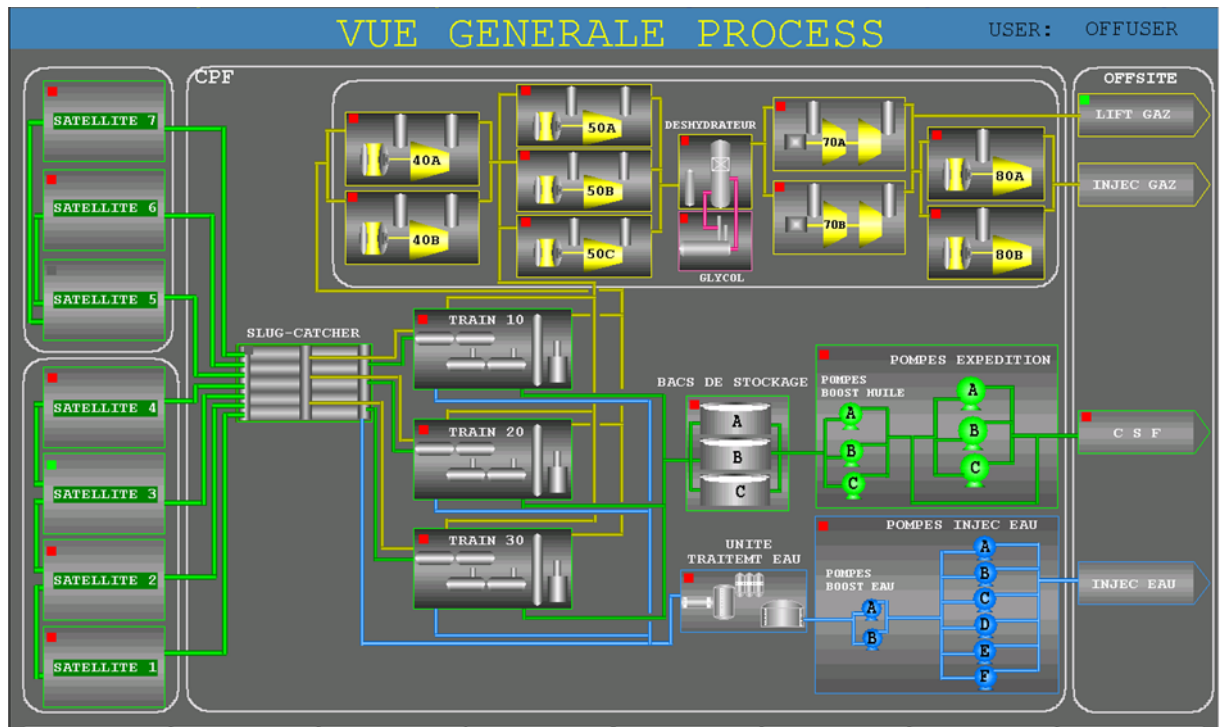 VUE GENERALE PROCESS
USER: OFFUSER
CPF
OFFSITE
SATELLITE 7
SATELLITE 6
SATELLITE 5
SATELLITE 4
SATELLITE 3
SATELLITE 2
SATELLITE 1
SLUG-CATCHER
40A
40B
50A
50B
50C
DESHYDRATEUR
GLYCOL
70A
70B
80A
80B
LIFT GAZ
INJEC GAZ
TRAIN 10
TRAIN 20
TRAIN 30
BACS DE STOCKAGE
A
B
C
POMPES EXPEDITION
POMPES
BOOST HUILE
A
B
C
A
B
C
C S F
UNITE
TRAITEMT EAU
POMPES INJEC EAU
POMPES
BOOST EAU
A
B
A
B
C
D
E
F
INJEC EAU